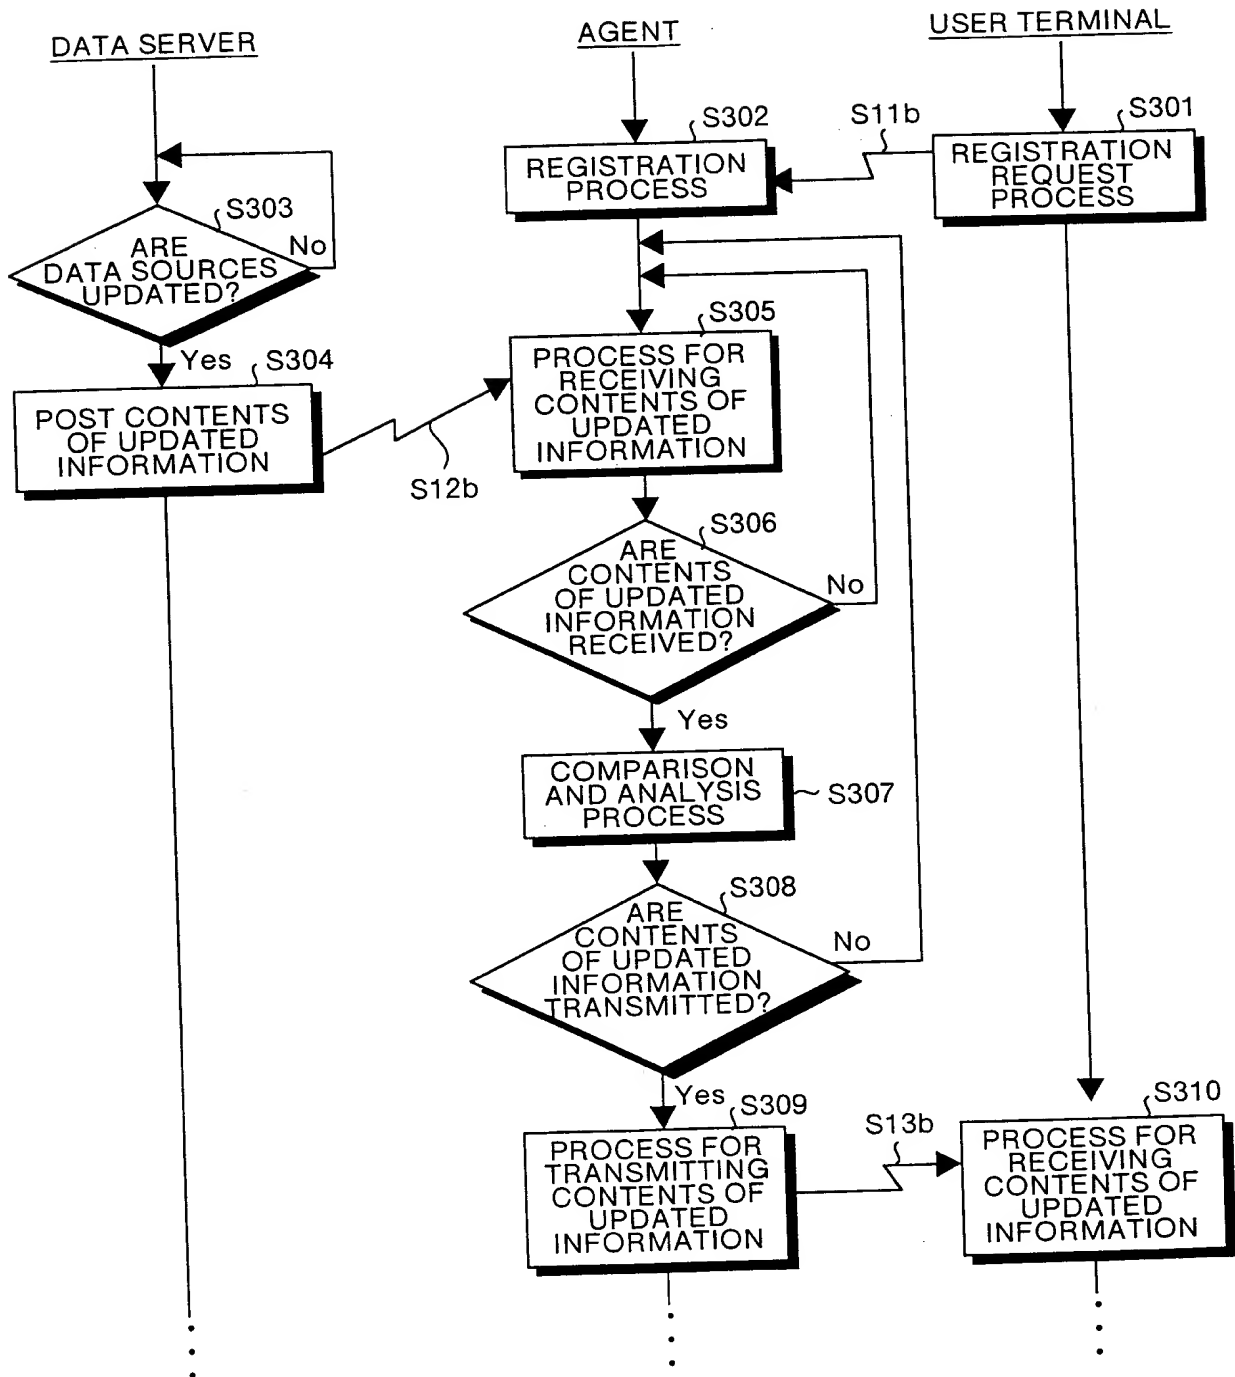 DATA SERVER
AGENT
USER TERMINAL
S302
S11b
S301
REGISTRATION
PROCESS
REGISTRATION
REQUEST
PROCESS
S303
ARE
DATA SOURCES
UPDATED?
No
Yes
S304
POST CONTENTS
OF UPDATED
INFORMATION
S12b
S305
PROCESS FOR
RECEIVING
CONTENTS OF
UPDATED
INFORMATION
S306
ARE
CONTENTS
OF UPDATED
INFORMATION
RECEIVED?
No
Yes
COMPARISON
AND ANALYSIS
PROCESS
S307
S308
ARE
CONTENTS
OF UPDATED
INFORMATION
TRANSMITTED?
No
Yes
S309
PROCESS FOR
TRANSMITTING
CONTENTS OF
UPDATED
INFORMATION
S13b
S310
PROCESS FOR
RECEIVING
CONTENTS OF
UPDATED
INFORMATION